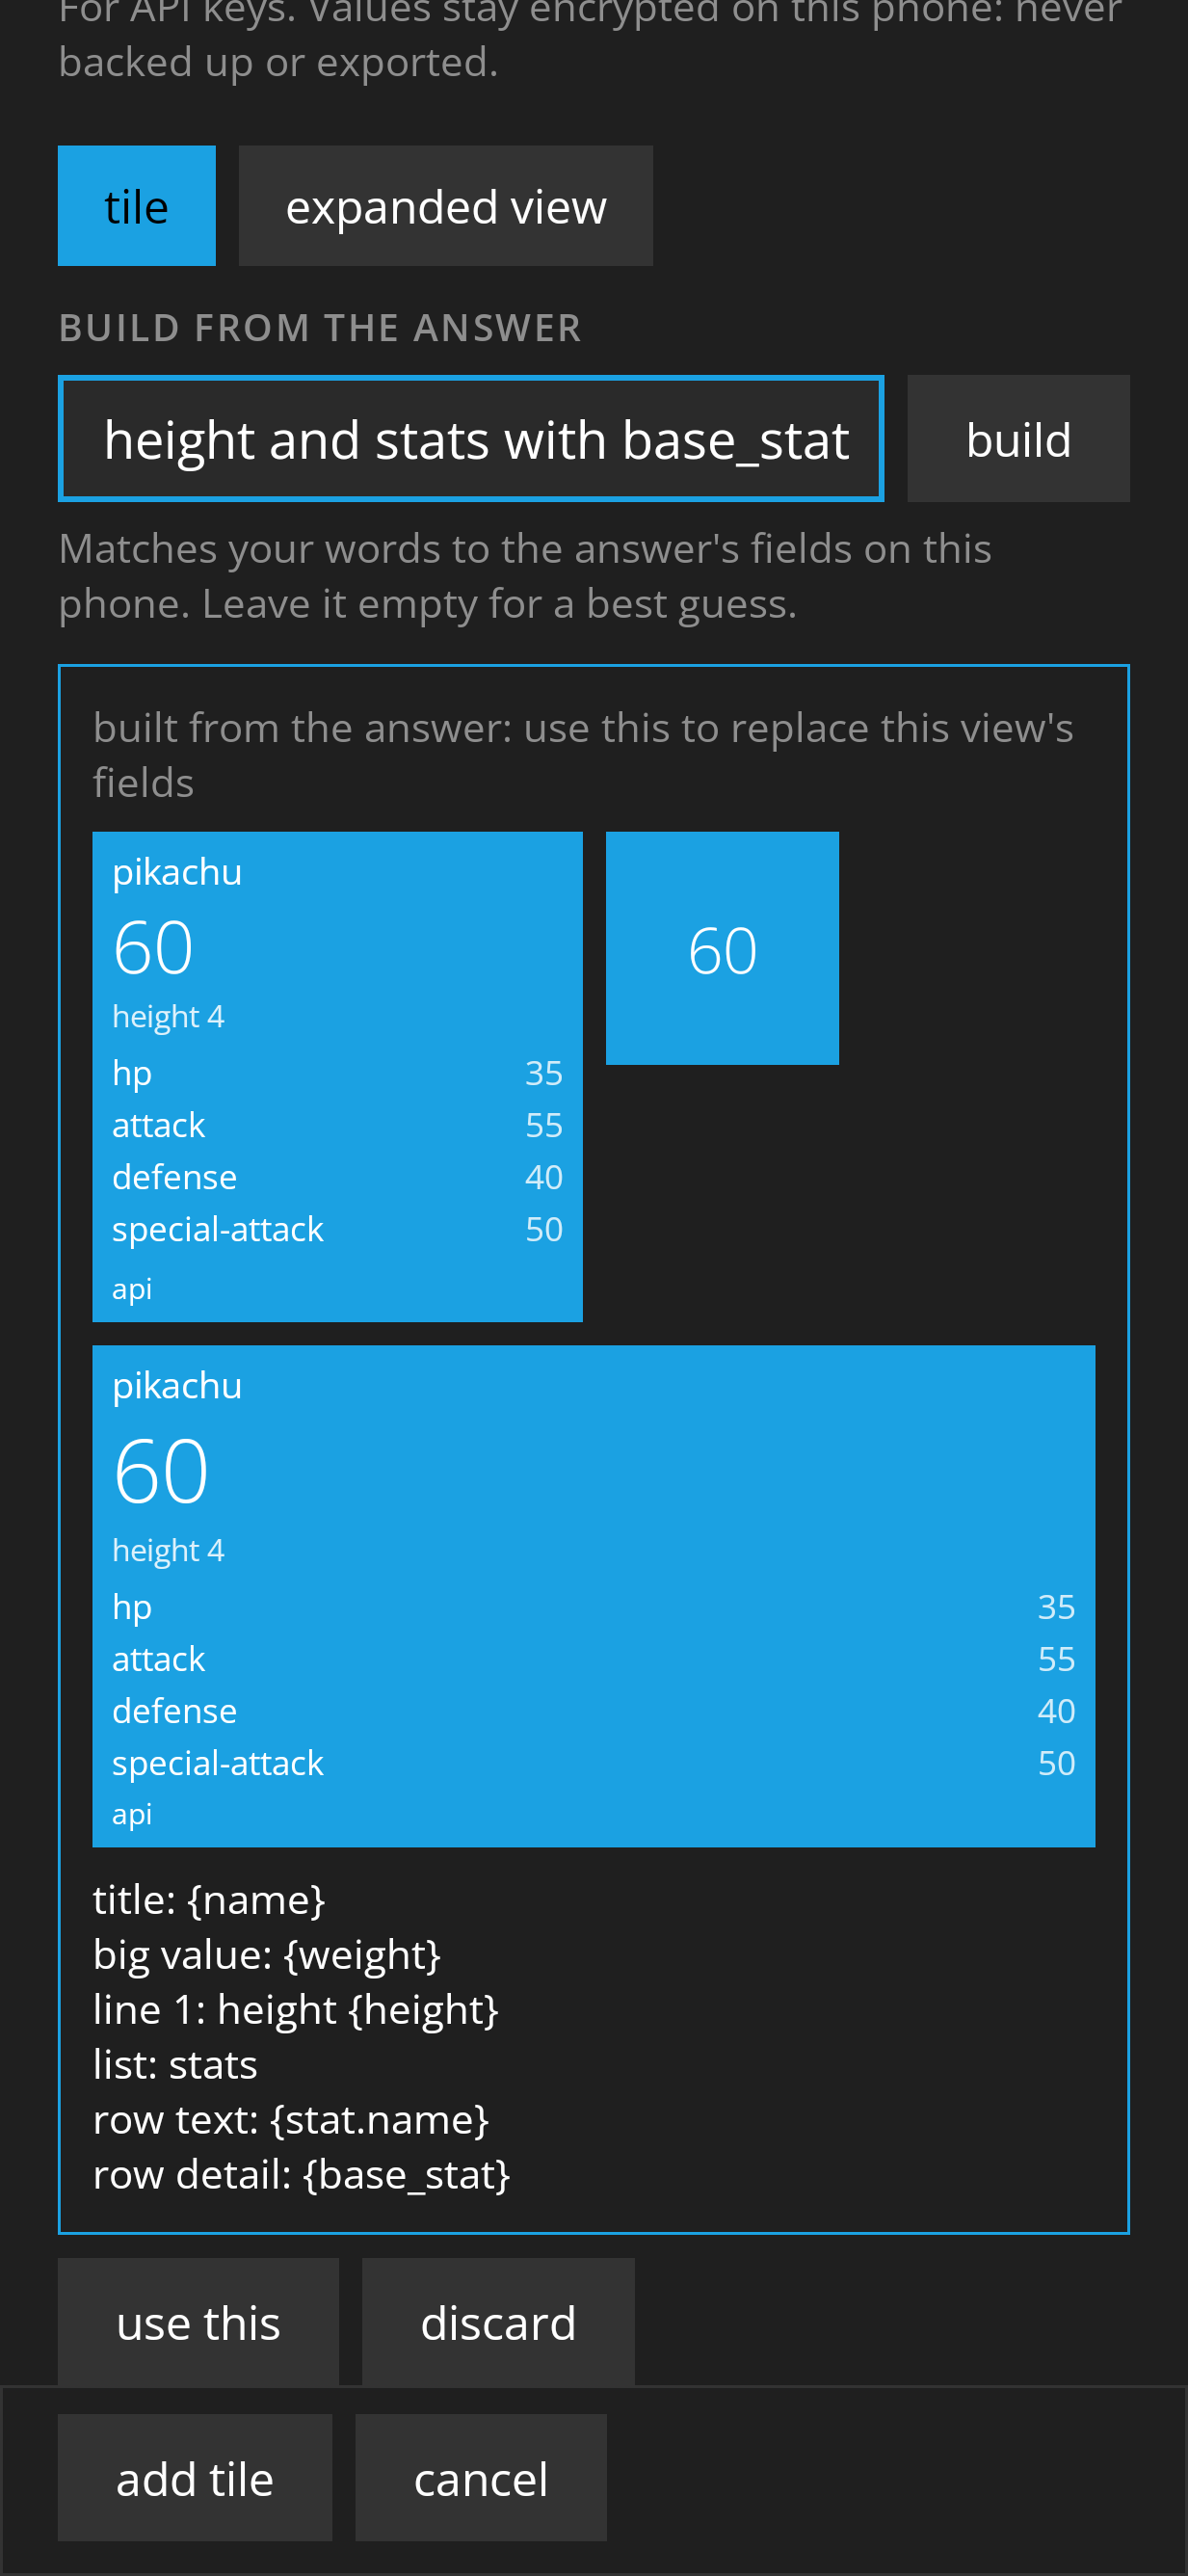 For API keys. Values stay encrypted on this phone: never
backed up or exported.
tile
expanded view
BUILD FROM THE ANSWER
height and stats with base_stat
build
Matches your words to the answer's fields on this
phone. Leave it empty for a best guess.
built from the answer: use this to replace this view's
fields
pikachu
60
height 4
hp 35
attack 55
defense 40
special-attack 50
api
60
pikachu
60
height 4
hp 35
attack 55
defense 40
special-attack 50
api
title: {name}
big value: {weight}
line 1: height {height}
list: stats
row text: {stat.name}
row detail: {base_stat}
use this
discard
add tile
cancel